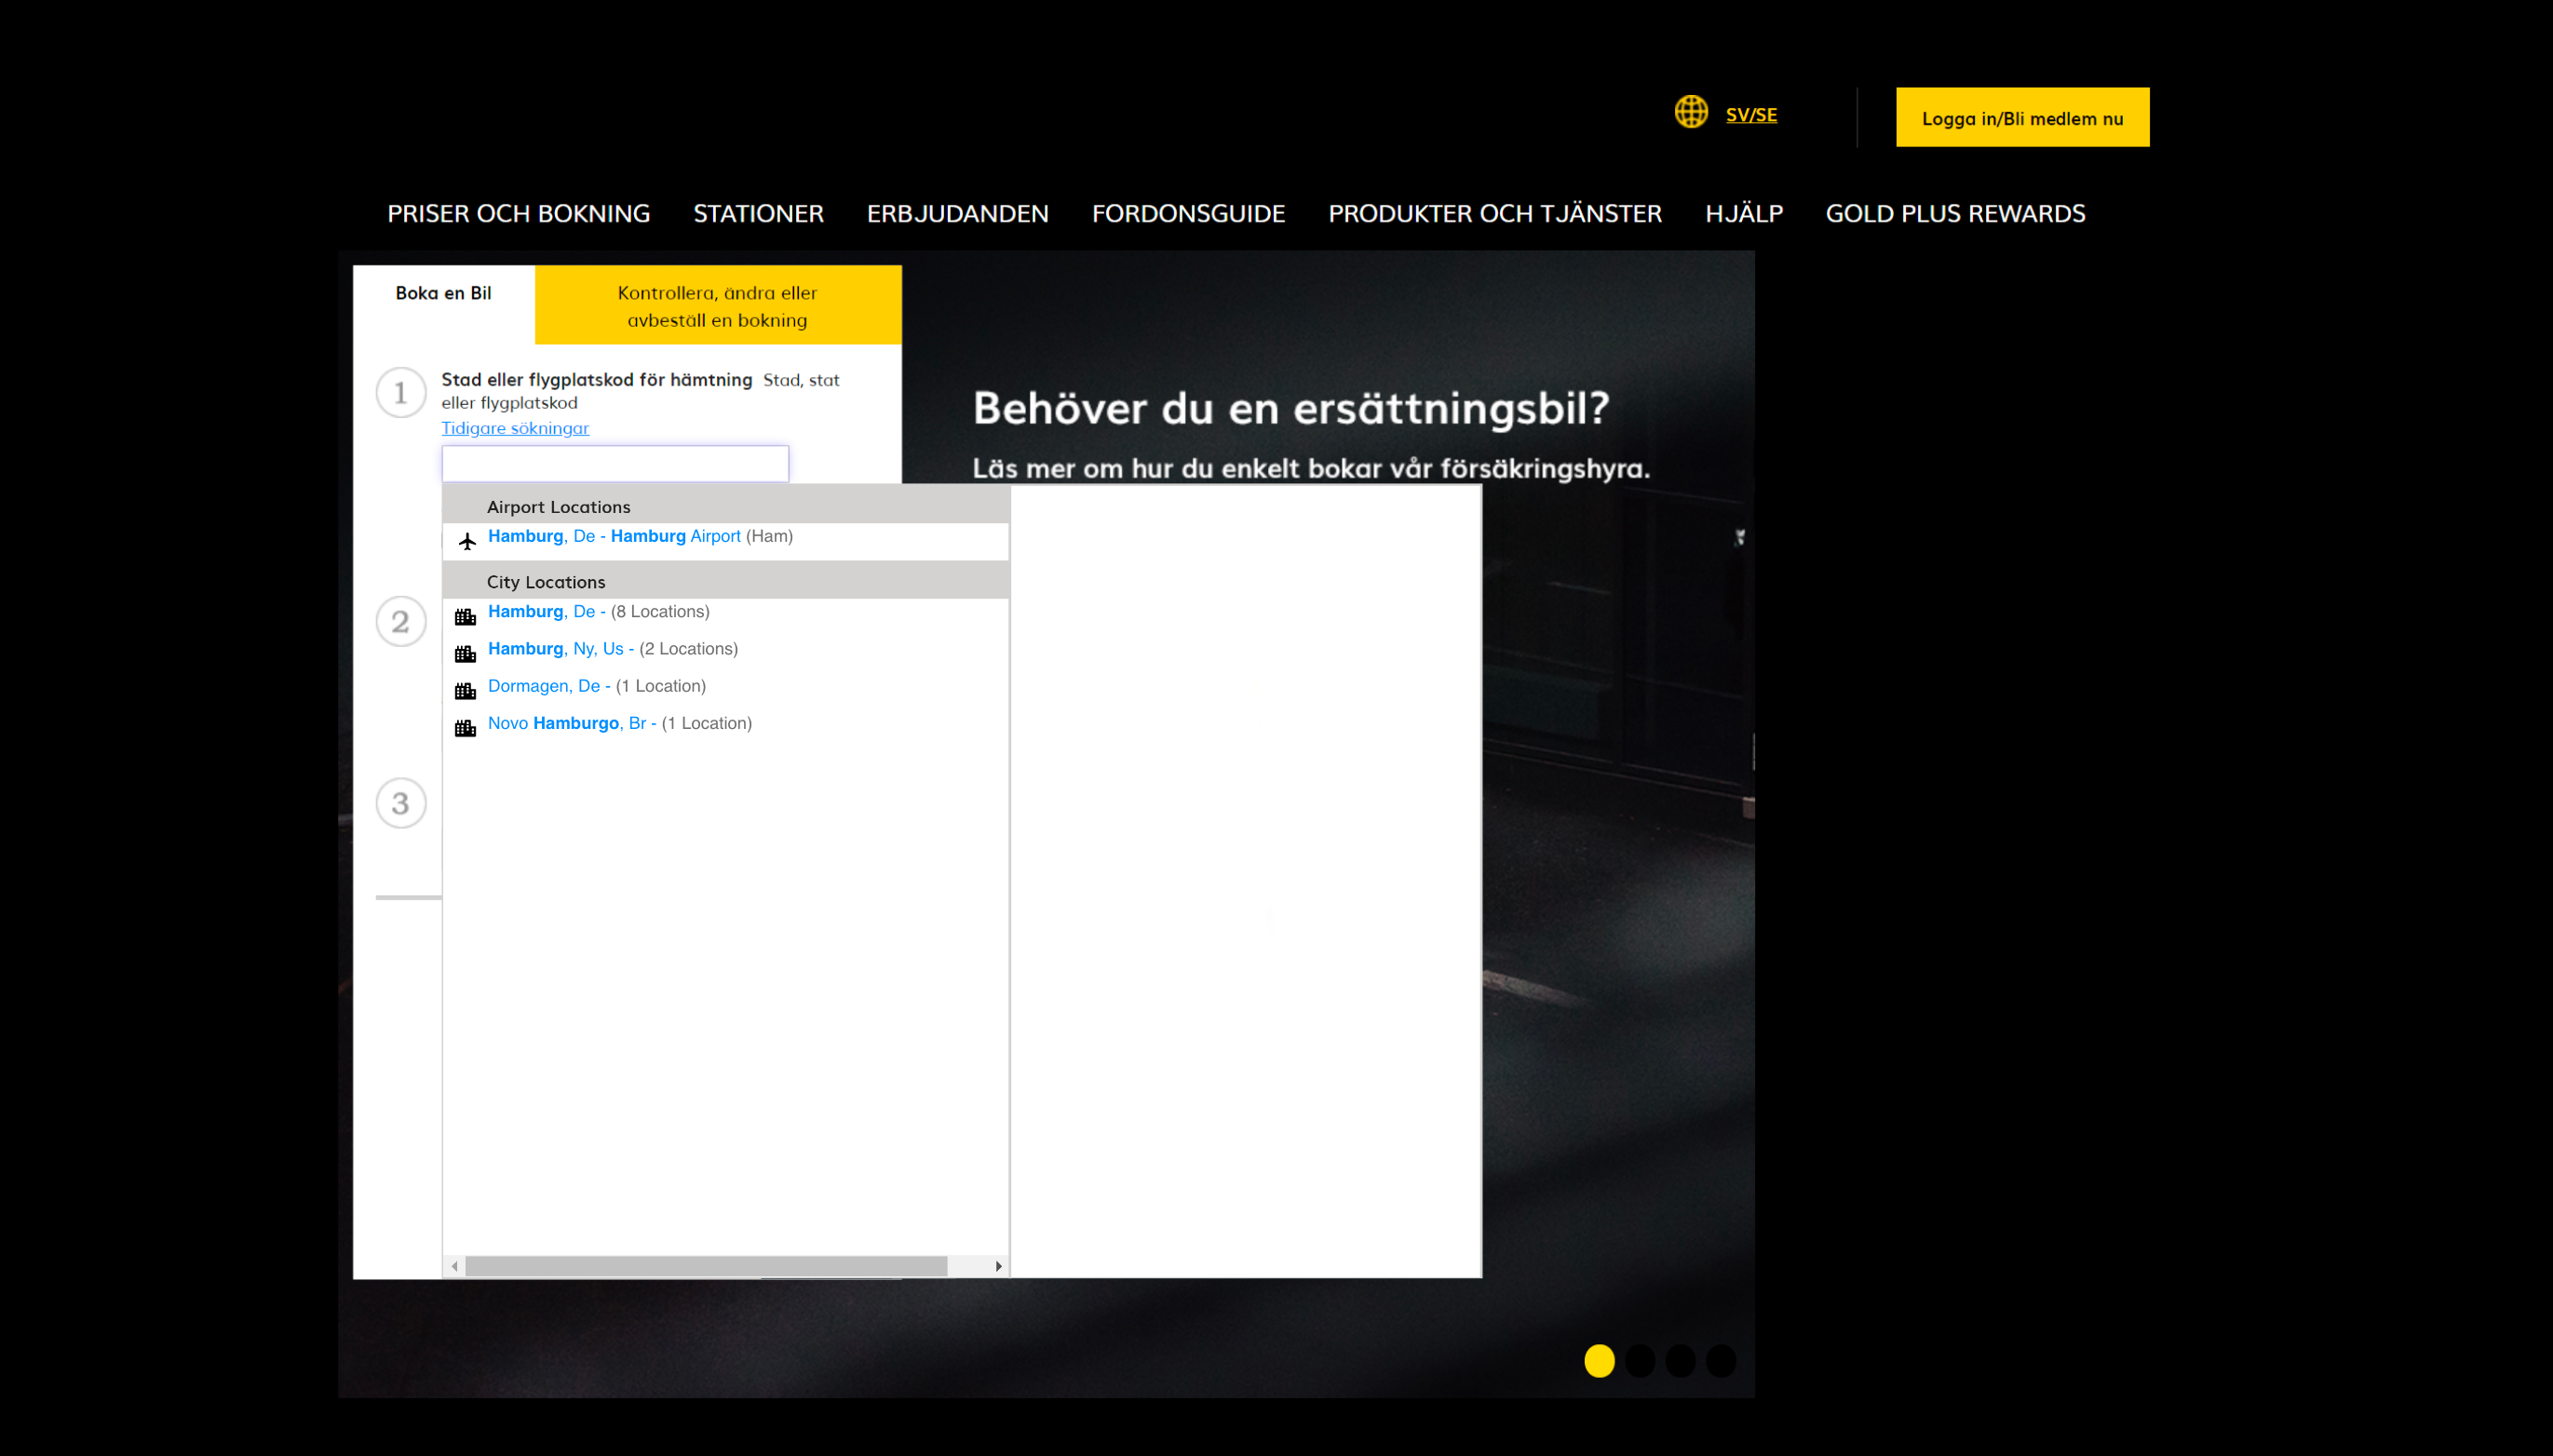 SV/SE
Logga in/Bli medlem nu
PRISER OCH BOKNING STATIONER ERBJUDANDEN FORDONSGUIDE PRODUKTER OCH TJÄNSTER HJÄLP GOLD PLUS REWARDS
Boka en Bil
Kontrollera, ändra eller
avbeställ en bokning
1
Stad eller flygplatskod för hämtning Stad, stat
eller flygplatskod
Tidigare sökningar
Behöver du en ersättningsbil?
Läs mer om hur du enkelt bokar vår försäkringshyra.
Airport Locations
Hamburg, De - Hamburg Airport (Ham)
City Locations
2
Hamburg, De - (8 Locations)
Hamburg, Ny, Us - (2 Locations)
Dormagen, De - (1 Location)
Novo Hamburgo, Br - (1 Location)
3